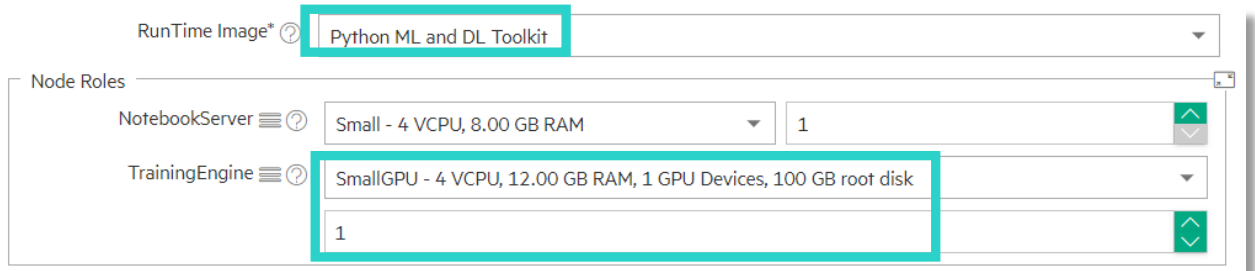 RunTime Image* ? Python ML and DL Toolkit
Node Roles
NotebookServer ? Small - 4 VCPU, 8.00 GB RAM 1
TrainingEngine ? SmallGPU - 4 VCPU, 12.00 GB RAM, 1 GPU Devices, 100 GB root disk
1